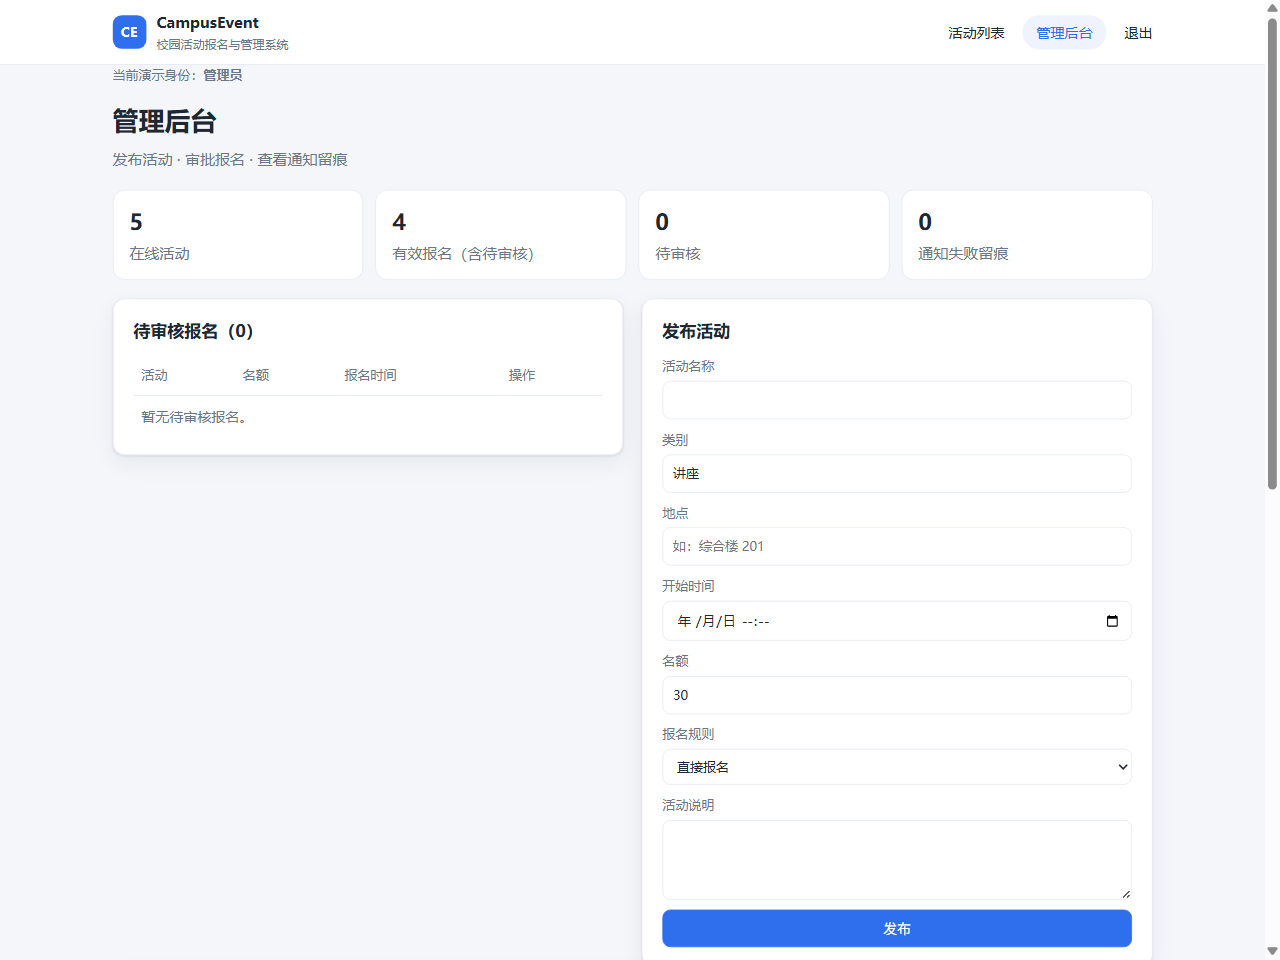 CE
CampusEvent
校园活动报名与管理系统
活动列表
管理后台
退出
当前演示身份：管理员
管理后台
发布活动 · 审批报名 · 查看通知留痕
5
在线活动
4
有效报名（含待审核）
0
待审核
0
通知失败留痕
待审核报名（0）
活动 名额 报名时间 操作
暂无待审核报名。
发布活动
活动名称
类别
讲座
地点
如：综合楼 201
开始时间
年 /月/日 --:--
名额
30
报名规则
直接报名
活动说明
发布